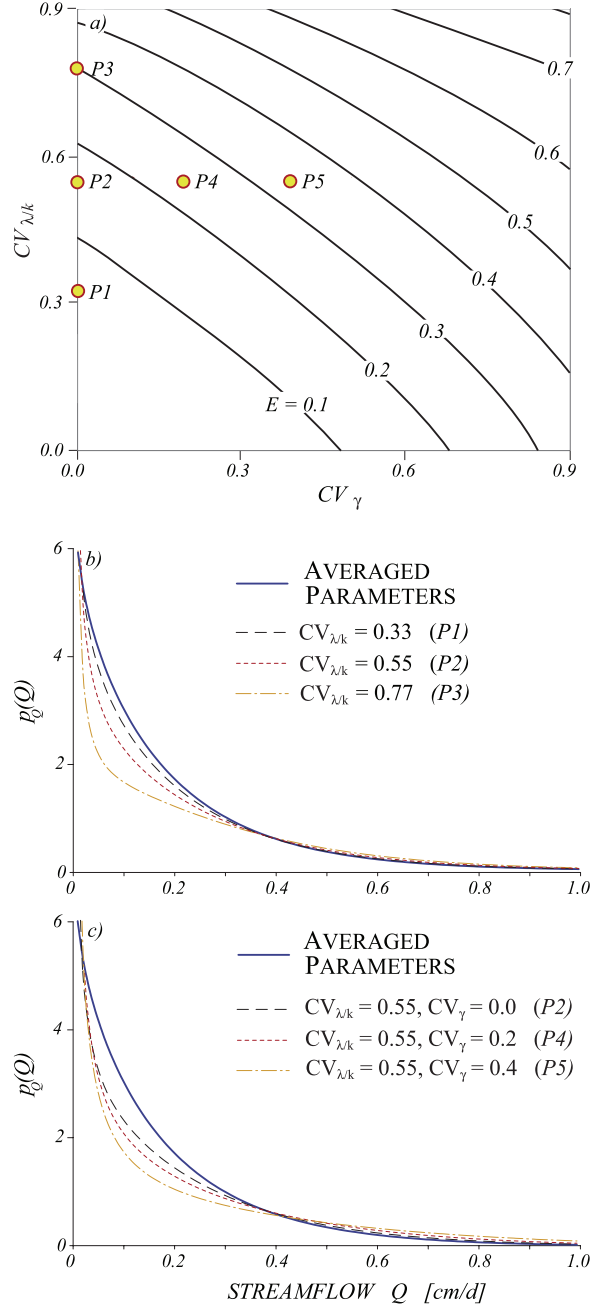 0.9
a)
0.7
P3
0.6
0.6
P2
P4
P5
0.5
CV λ/k
0.4
P1
0.3
0.3
0.2
E = 0.1
0.0
0.0
0.3
0.6
0.9
CV γ
6
b)
AVERAGED
PARAMETERS
CVλ/k = 0.33 (P1)
4
CVλ/k = 0.55 (P2)
CVλ/k = 0.77 (P3)
pQ(Q)
2
0
0
0.2
0.4
0.6
0.8
1.0
6
c)
AVERAGED
PARAMETERS
CVλ/k = 0.55, CVγ = 0.0 (P2)
4
CVλ/k = 0.55, CVγ = 0.2 (P4)
CVλ/k = 0.55, CVγ = 0.4 (P5)
pQ(Q)
2
0
0
0.2
0.4
0.6
0.8
1.0
STREAMFLOW Q [cm/d]